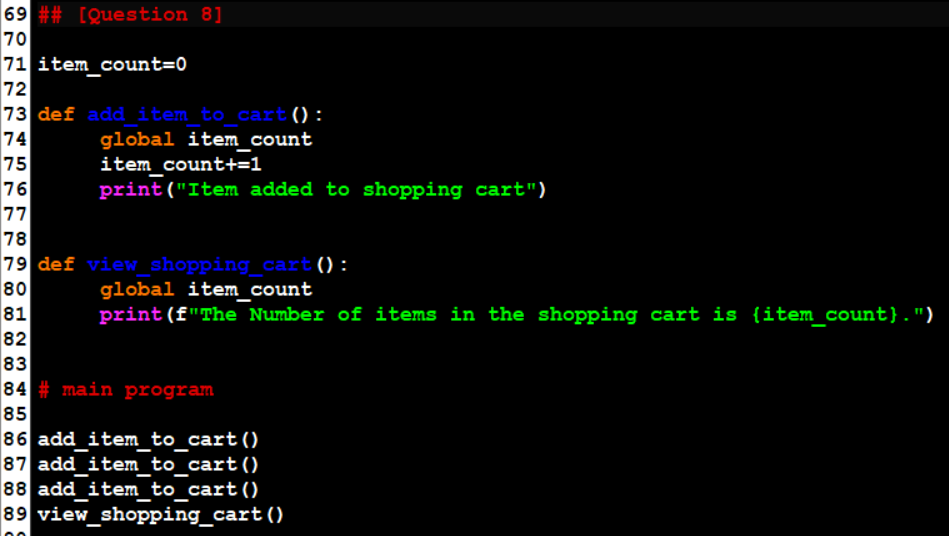 69 ## [Question 8]
70
71 item_count=0
72
73 def add_item_to_cart():
74 global item_count
75 item_count+=1
76 print("Item added to shopping cart")
77
78
79 def view_shopping_cart():
80 global item_count
81 print(f"The Number of items in the shopping cart is {item_count}.")
82
83
84 # main program
85
86 add_item_to_cart()
87 add_item_to_cart()
88 add_item_to_cart()
89 view_shopping_cart()